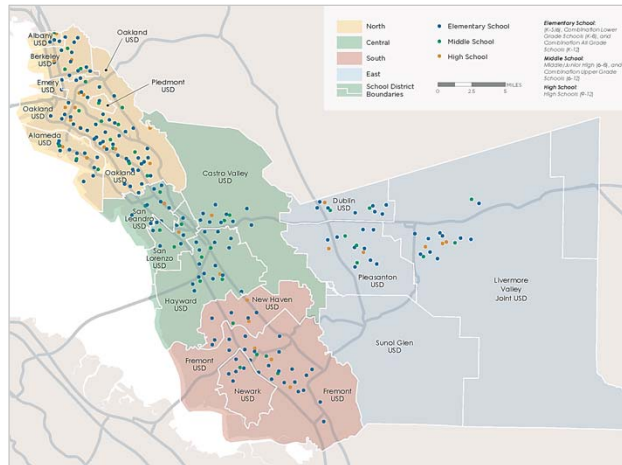 North
Central
South
East
School District
Boundaries
Elementary School
Middle School
High School
MILES
Elementary School:
(K-5/6), Combination Lower
Grade Schools (K-8), and
Combination All Grade
Schools (K-12)
Middle School:
Middle/Junior High (6-8), and
Combination Upper Grade
Schools (6-12)
High School:
High Schools (9-12)
Albany
USD
Oakland
USD
Berkeley
USD
Emery
USD
Piedmont
USD
Oakland
USD
Alameda
USD
Oakland
USD
Castro Valley
USD
San
Leandro
USD
San
Lorenzo
USD
Hayward
USD
Dublin
USD
Pleasanton
USD
Livermore
Valley
Joint USD
New Haven
USD
Sunol Glen
USD
Fremont
USD
Newark
USD
Fremont
USD